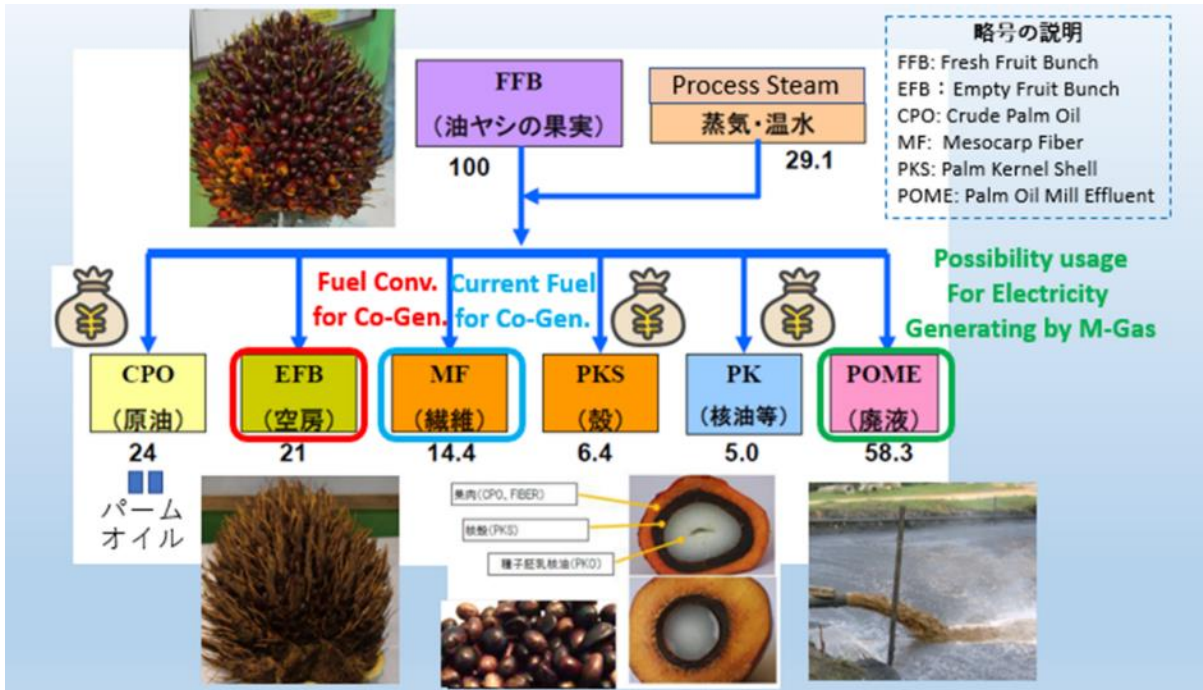 FFB
(油ヤシの果実)
100
Process Steam
蒸気・温水
29.1
略号の説明
FFB: Fresh Fruit Bunch
EFB : Empty Fruit Bunch
CPO: Crude Palm Oil
MF: Mesocarp Fiber
PKS: Palm Kernel Shell
POME: Palm Oil Mill Effluent
¥
Fuel Conv.
for Co-Gen.
Current Fuel
for Co-Gen.
¥
¥
Possibility usage
For Electricity
Generating by M-Gas
CPO
(原油)
24
EFB
(空房)
21
MF
(繊維)
14.4
PKS
(殻)
6.4
PK
(核油等)
5.0
POME
(廃液)
58.3
パーム
オイル
果肉(CPO、FIBER)
核殻(PKS)
種子胚乳核油(PKO)